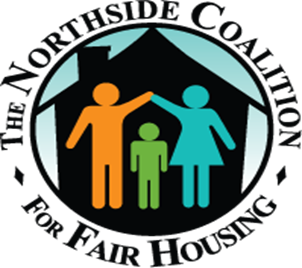 THE NORTHSIDE COALITION
FOR FAIR HOUSING